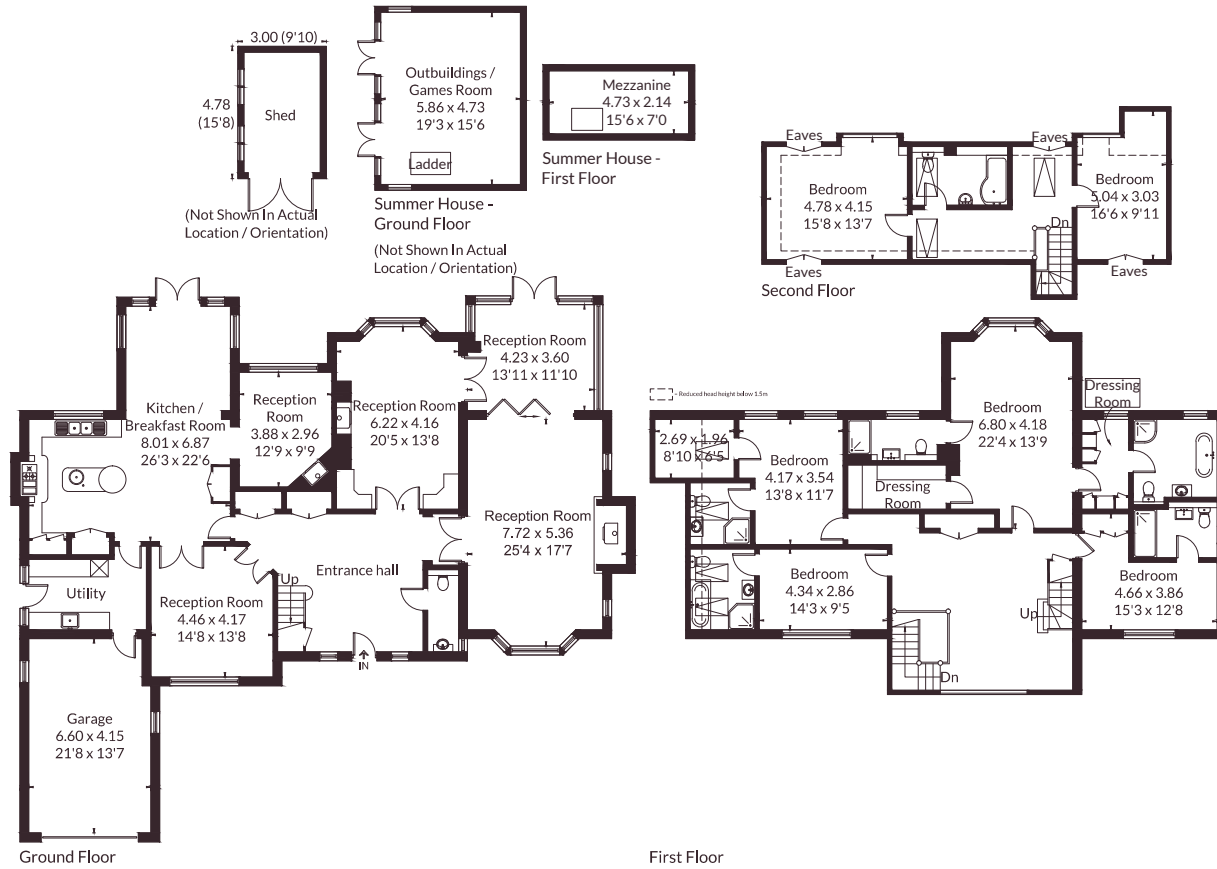 3.00 (9'10)
4.78
(15'8)
Shed
(Not Shown In Actual
Location / Orientation)
Outbuildings /
Games Room
5.86 x 4.73
19'3 x 15'6
Ladder
Summer House -
Ground Floor
(Not Shown In Actual
Location / Orientation)
Mezzanine
4.73 x 2.14
15'6 x 7'0
Summer House -
First Floor
Eaves
Eaves
Bedroom
4.78 x 4.15
15'8 x 13'7
Bedroom
5.04 x 3.03
16'6 x 9'11
Dn
Eaves
Eaves
Second Floor
Kitchen /
Breakfast Room
8.01 x 6.87
26'3 x 22'6
Reception
Room
3.88 x 2.96
12'9 x 9'9
Reception Room
6.22 x 4.16
20'5 x 13'8
Reception Room
4.23 x 3.60
13'11 x 11'10
Reception Room
7.72 x 5.36
25'4 x 17'7
Entrance hall
Up
Utility
Reception Room
4.46 x 4.17
14'8 x 13'8
IN
Garage
6.60 x 4.15
21'8 x 13'7
Ground Floor
= Reduced head height below 1.5m
2.69 x 1.96
8'10 x 6'5
Bedroom
4.17 x 3.54
13'8 x 11'7
Bedroom
6.80 x 4.18
22'4 x 13'9
Dressing
Room
Dressing
Room
Bedroom
4.34 x 2.86
14'3 x 9'5
Bedroom
4.66 x 3.86
15'3 x 12'8
Up
Dn
First Floor